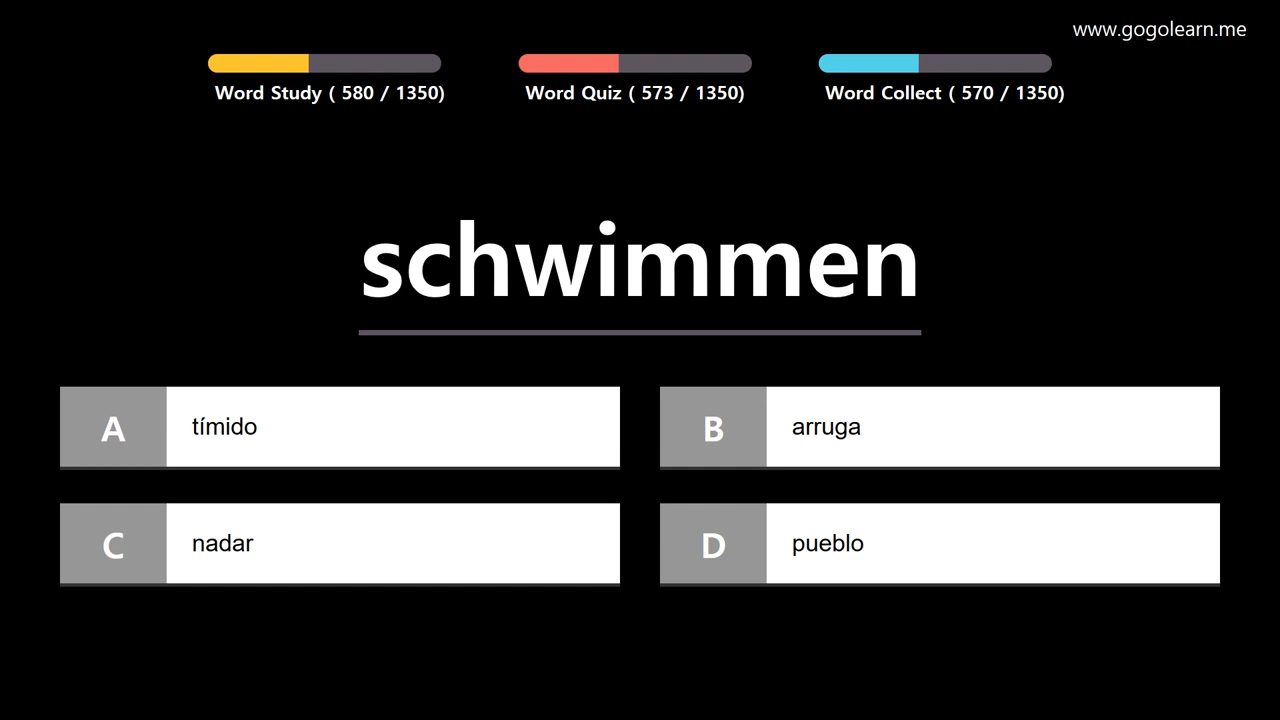 www.gogolearn.me
Word Study ( 580 / 1350)
Word Quiz ( 573 / 1350)
Word Collect ( 570 / 1350)
schwimmen
A tímido
B arruga
C nadar
D pueblo